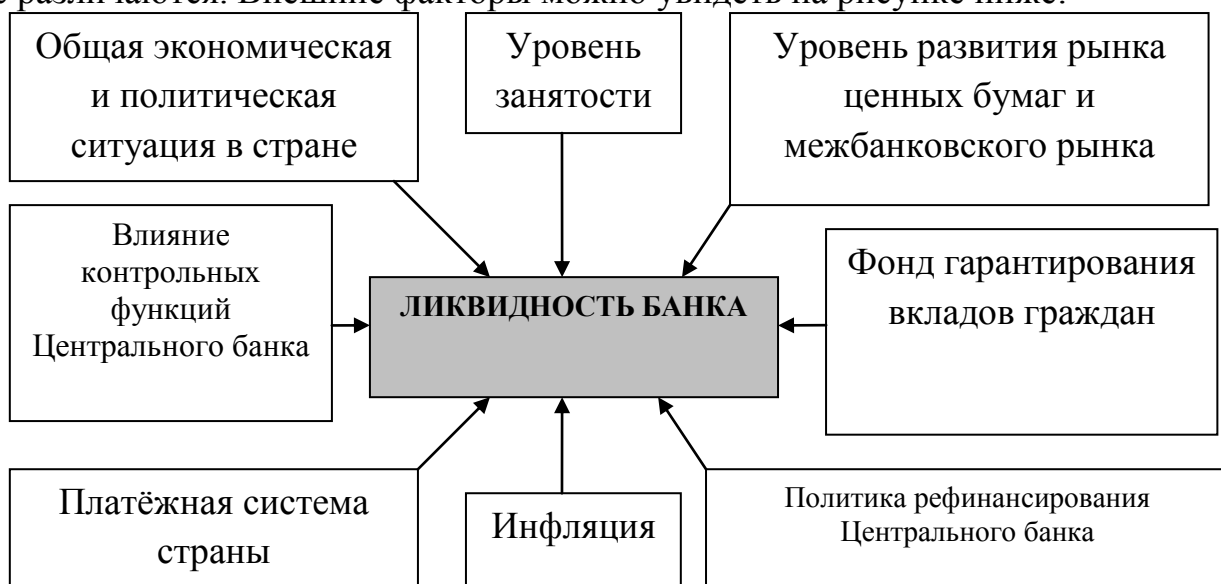 различаются. Внешние факторы можно увидеть на рисунке ниже.
Общая экономическая
и политическая
ситуация в стране
Уровень
занятости
Уровень развития рынка
ценных бумаг и
межбанковского рынка
Влияние
контрольных
функций
Центрального банка
ЛИКВИДНОСТЬ БАНКА
Фонд гарантирования
вкладов граждан
Платёжная система
страны
Инфляция
Политика рефинансирования
Центрального банка